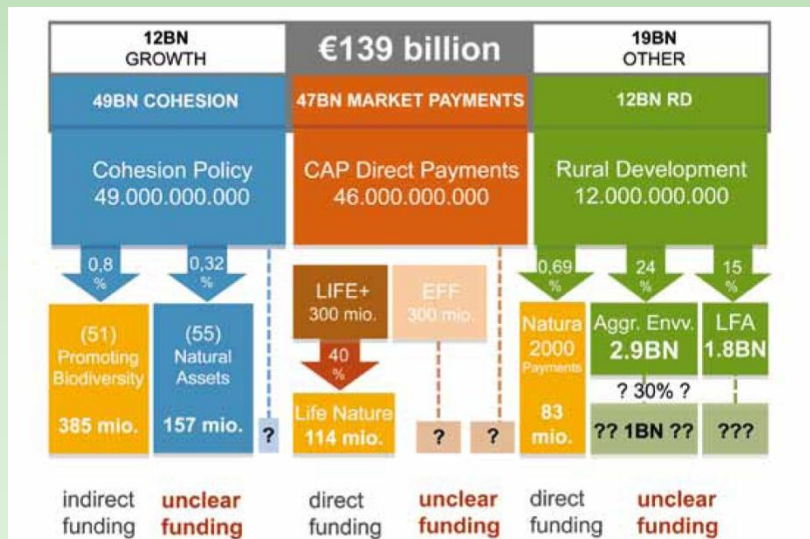 12BN
GROWTH
€139 billion
19BN
OTHER
49BN COHESION
47BN MARKET PAYMENTS
12BN RD
Cohesion Policy
49.000.000.000
CAP Direct Payments
46.000.000.000
Rural Development
12.000.000.000
0,8
%
0,32
%
LIFE+
300 mio.
EFF
300 mio.
0,69
%
24
%
15
%
(51)
Promoting
Biodiversity
385 mio.
(55)
Natural
Assets
157 mio.
?
40
%
Life Nature
114 mio.
?
?
Natura
2000
Payments
83
mio.
Aggr. Envv.
2.9BN
LFA
1.8BN
? 30% ?
?? 1BN ??
???
indirect
funding
unclear
funding
direct
funding
unclear
funding
direct
funding
unclear
funding